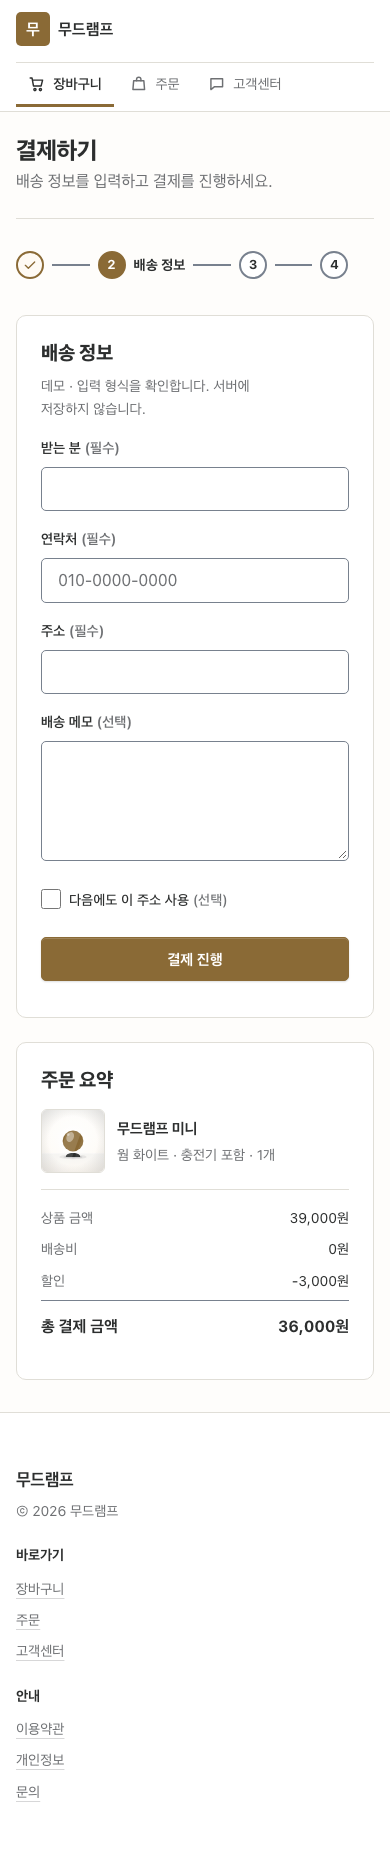 무
무드램프
장바구니
주문
고객센터
결제하기
배송 정보를 입력하고 결제를 진행하세요.
2 배송 정보 3 4
배송 정보
데모 · 입력 형식을 확인합니다. 서버에
저장하지 않습니다.
받는 분 (필수)
연락처 (필수)
010-0000-0000
주소 (필수)
배송 메모 (선택)
다음에도 이 주소 사용 (선택)
결제 진행
주문 요약
무드램프 미니
웜 화이트 · 충전기 포함 · 1개
상품 금액 39,000원
배송비 0원
할인 -3,000원
총 결제 금액 36,000원
무드램프
© 2026 무드램프
바로가기
장바구니
주문
고객센터
안내
이용약관
개인정보
문의